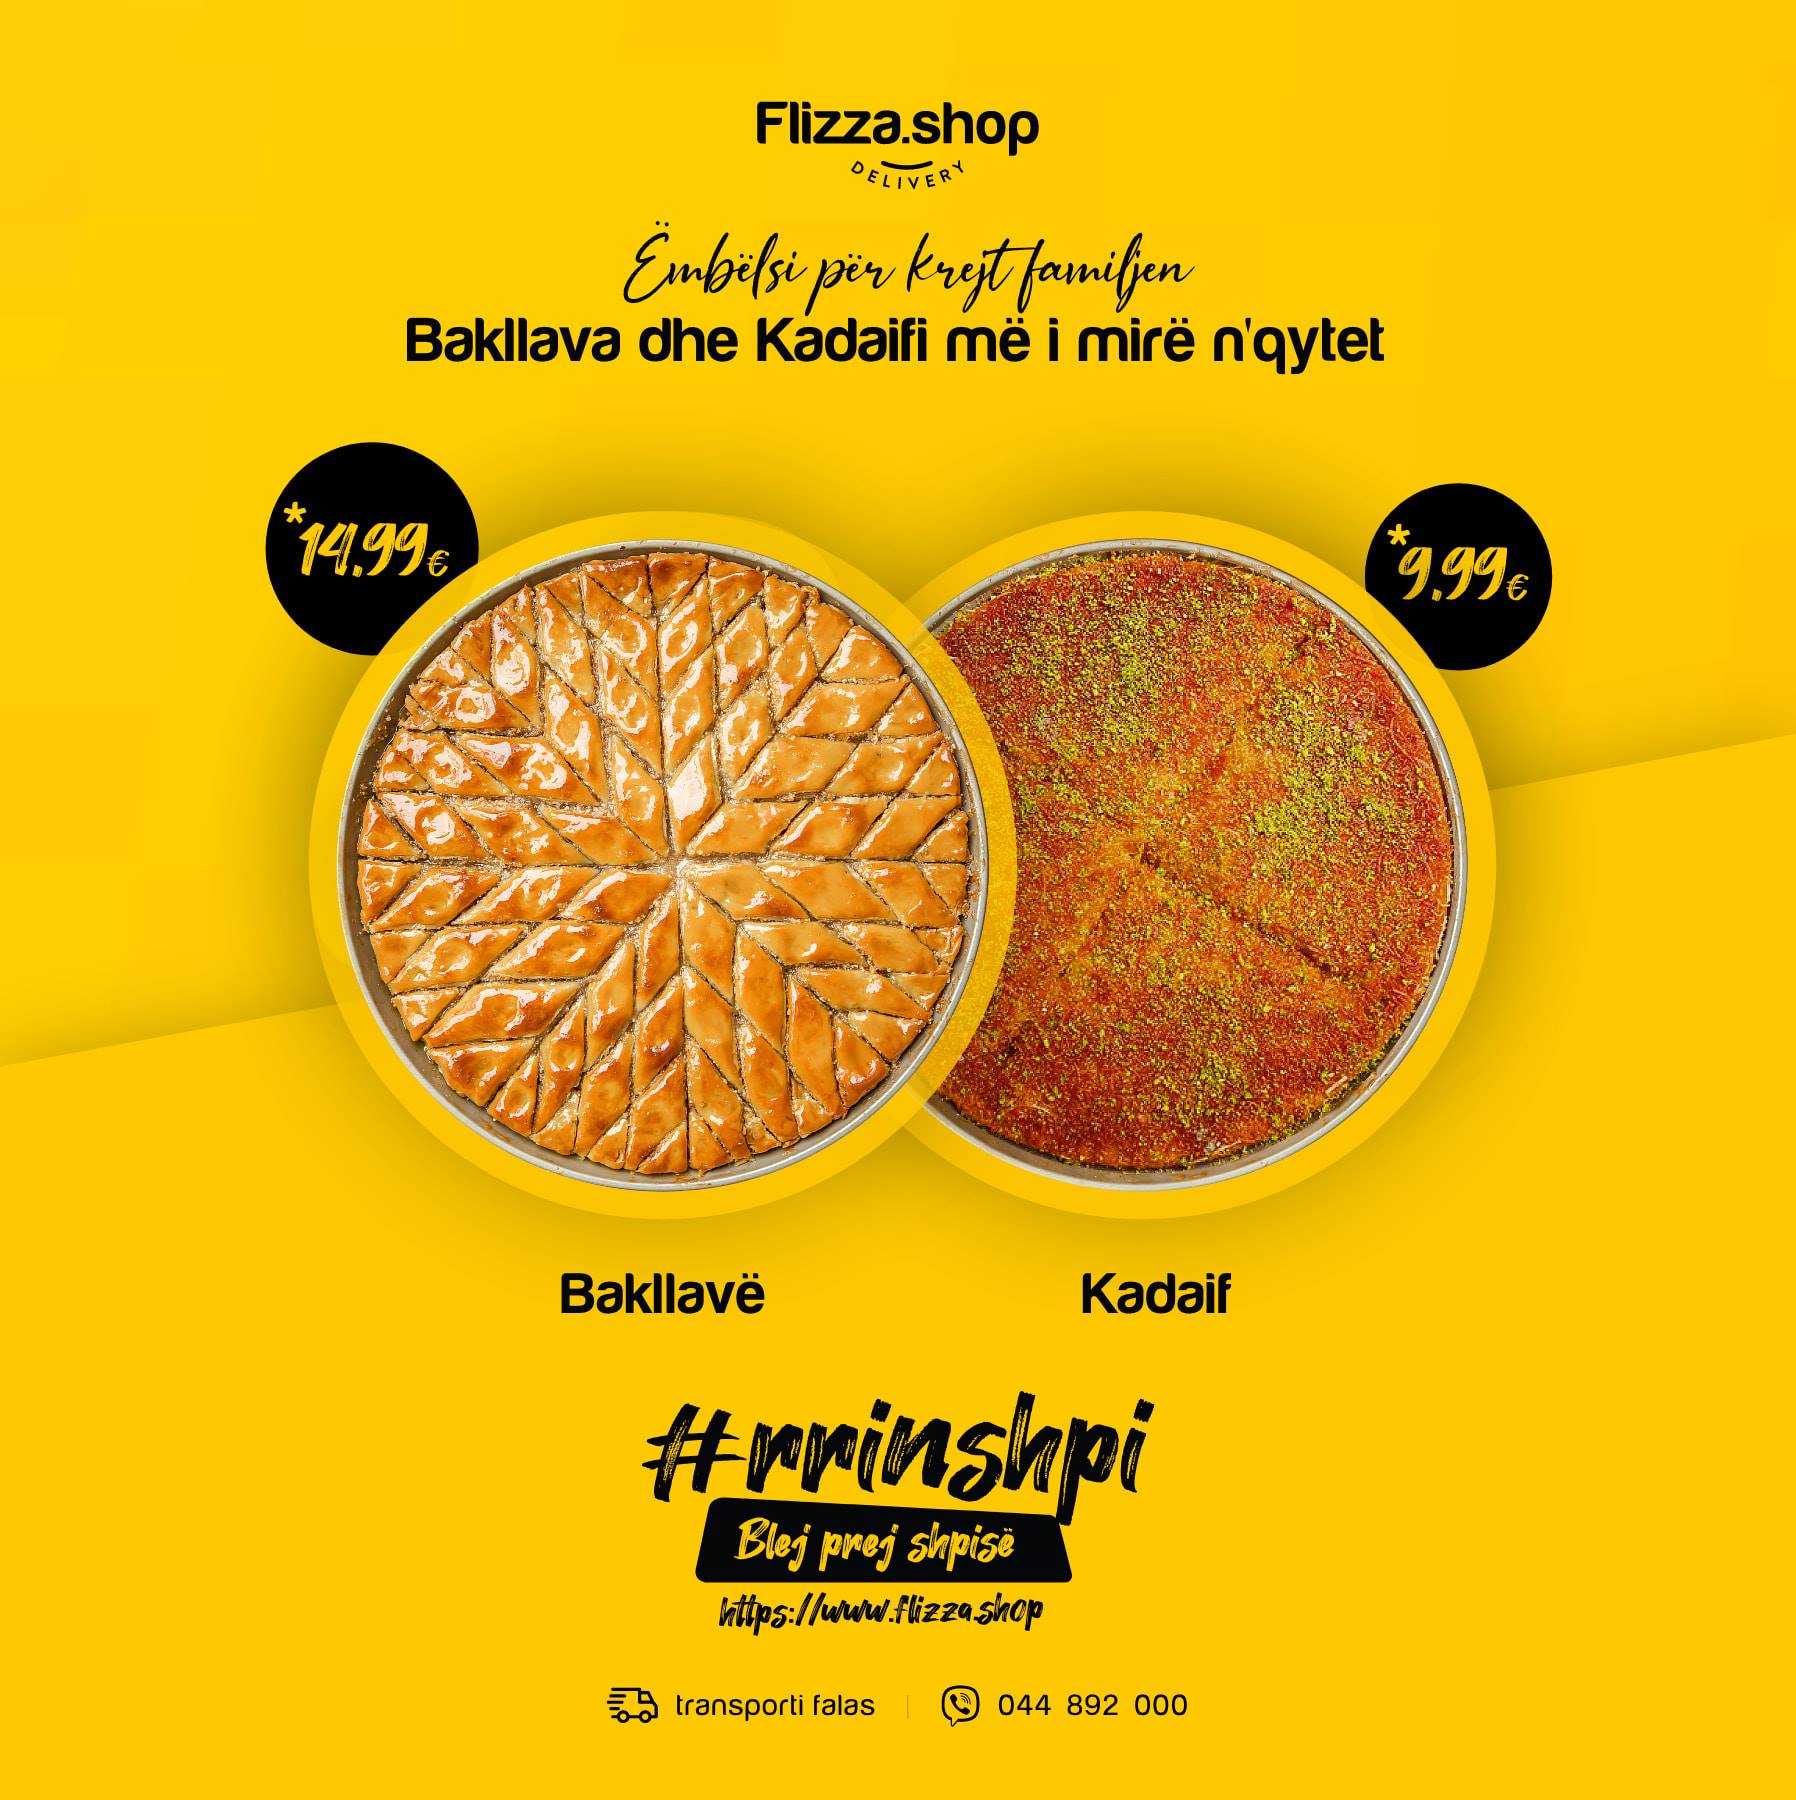 Flizza.shop
DELIVERY
Ëmbëlsi për krejt familjen
Bakllava dhe Kadaifi më i mirë n'qytet
*14.99€
*9.99€
Bakllavë
Kadaif
#rrinshpi
Blej prej shpisë
https://www.flizza.shop
transporti falas | 044 892 000